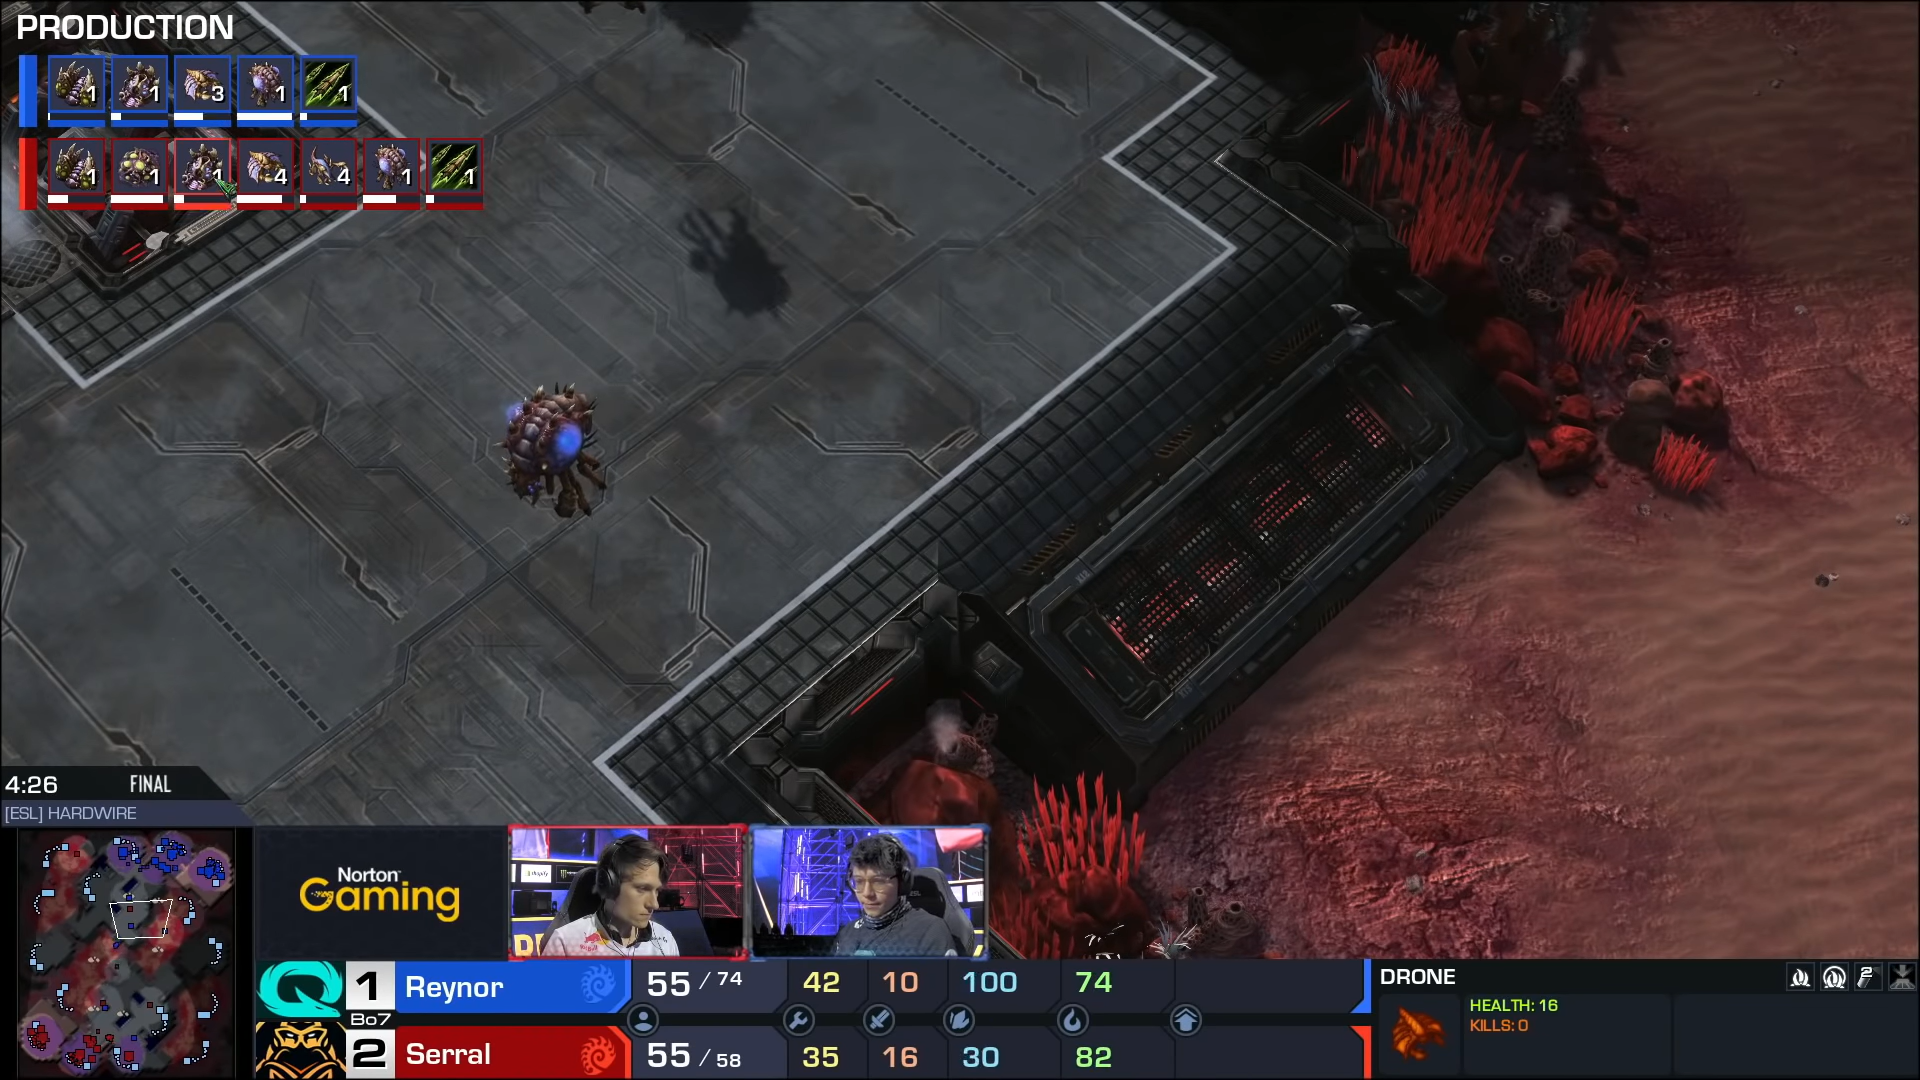 PRODUCTION
1 1 3 1 1
1 1 1 4 4 1 1
4:26 FINAL
[ESL] HARDWIRE
Norton
Gaming
1 Reynor 55 / 74 42 10 100 74
Bo7
2 Serral 55 / 58 35 16 30 82
DRONE
2
HEALTH: 16
KILLS: 0